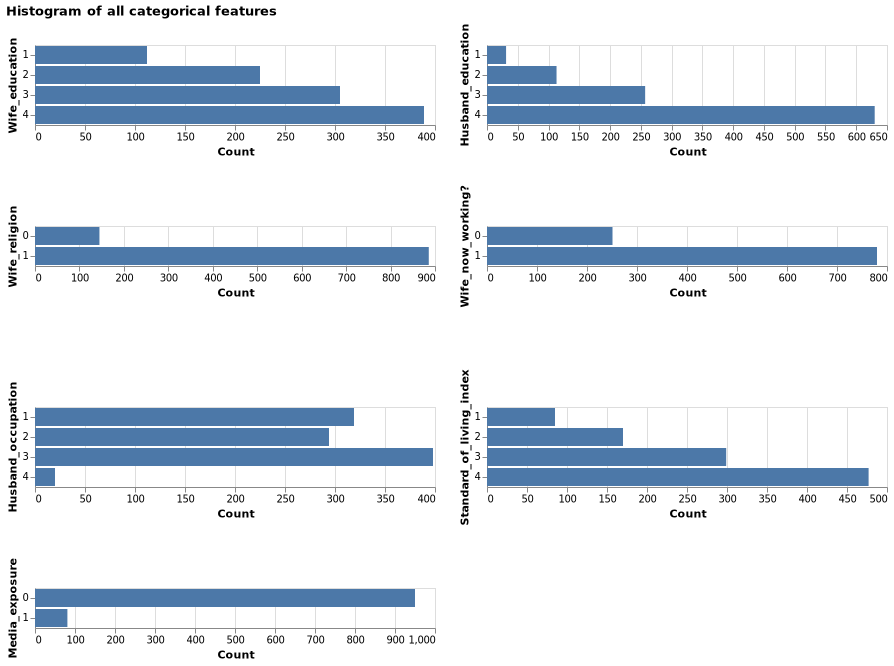 Histogram of all categorical features
Wife_education
1
2
3
4
0 50 100 150 200 250 300 350 400
Count
Husband_education
1
2
3
4
0 50 100 150 200 250 300 350 400 450 500 550 600 650
Count
Wife_religion
0
1
0 100 200 300 400 500 600 700 800 900
Count
Wife_now_working?
0
1
0 100 200 300 400 500 600 700 800
Count
Husband_occupation
1
2
3
4
0 50 100 150 200 250 300 350 400
Count
Standard_of_living_index
1
2
3
4
0 50 100 150 200 250 300 350 400 450 500
Count
Media_exposure
0
1
0 100 200 300 400 500 600 700 800 900 1,000
Count